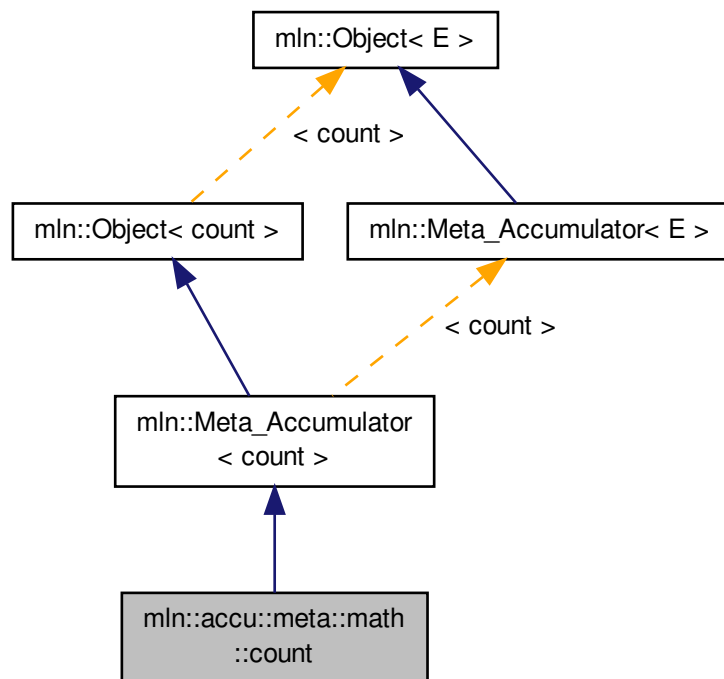 mln::Object< E >
< count >
mln::Object< count >
mln::Meta_Accumulator< E >
< count >
mln::Meta_Accumulator
< count >
mln::accu::meta::math
::count